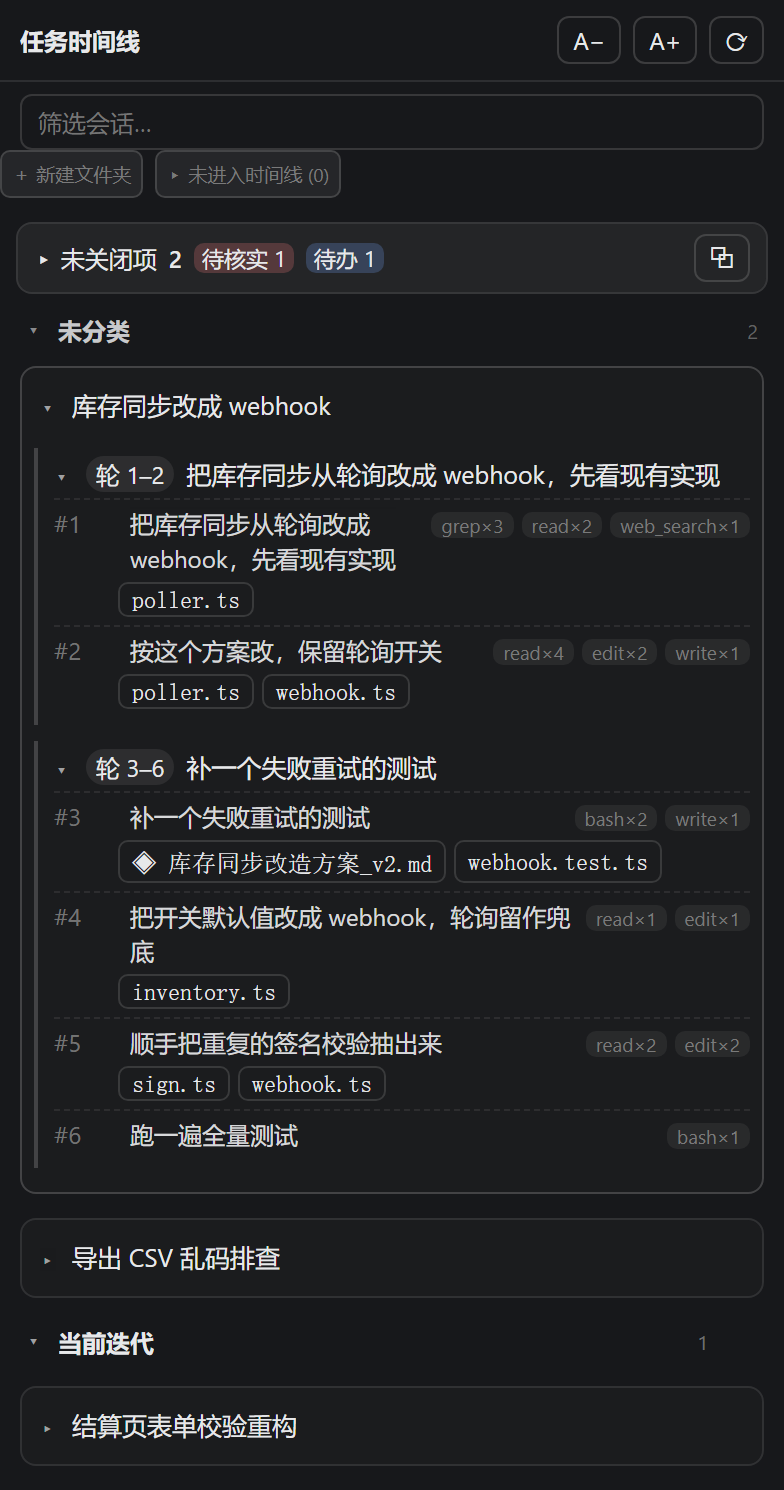 任务时间线 A− A+ ⟳
筛选会话…
+ 新建文件夹 ▸ 未进入时间线 (0)
▸ 未关闭项 2 待核实 1 待办 1
▾ 未分类 2
▾ 库存同步改成 webhook
▾ 轮 1–2 把库存同步从轮询改成 webhook，先看现有实现
#1 把库存同步从轮询改成 grep×3 read×2 web_search×1
webhook，先看现有实现
poller.ts
#2 按这个方案改，保留轮询开关 read×4 edit×2 write×1
poller.ts webhook.ts
▾ 轮 3–6 补一个失败重试的测试
#3 补一个失败重试的测试 bash×2 write×1
◈ 库存同步改造方案_v2.md webhook.test.ts
#4 把开关默认值改成 webhook，轮询留作兜 read×1 edit×1
底
inventory.ts
#5 顺手把重复的签名校验抽出来 read×2 edit×2
sign.ts webhook.ts
#6 跑一遍全量测试 bash×1
▸ 导出 CSV 乱码排查
▾ 当前迭代 1
▸ 结算页表单校验重构